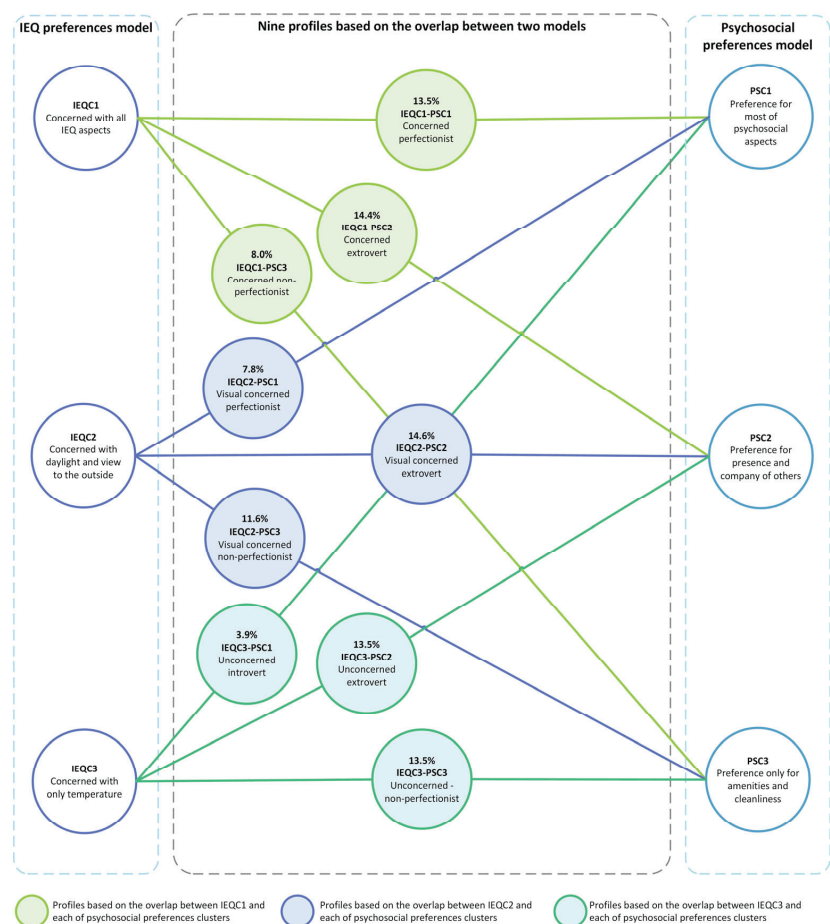 IEQ preferences model
Nine profiles based on the overlap between two models
Psychosocial
preferences model
IEQC1
Concerned with all
IEQ aspects
13.5%
IEQC1-PSC1
Concerned
perfectionist
PSC1
Preference for
most of
psychosocial
aspects
14.4%
IEQC1-PSC2
Concerned
extrovert
8.0%
IEQC1-PSC3
Concerned non-
perfectionist
7.8%
IEQC2-PSC1
Visual concerned
perfectionist
IEQC2
Concerned with
daylight and view
to the outside
14.6%
IEQC2-PSC2
Visual concerned
extrovert
PSC2
Preference for
presence and
company of others
11.6%
IEQC2-PSC3
Visual concerned
non-perfectionist
3.9%
IEQC3-PSC1
Unconcerned
introvert
13.5%
IEQC3-PSC2
Unconcerned
extrovert
IEQC3
Concerned with
only temperature
13.5%
IEQC3-PSC3
Unconcerned -
non-perfectionist
PSC3
Preference only for
amenities and
cleanliness
Profiles based on the overlap between IEQC1 and
each of psychosocial preferences clusters
Profiles based on the overlap between IEQC2 and
each of psychosocial preferences clusters
Profiles based on the overlap between IEQC3 and
each of psychosocial preferences clusters